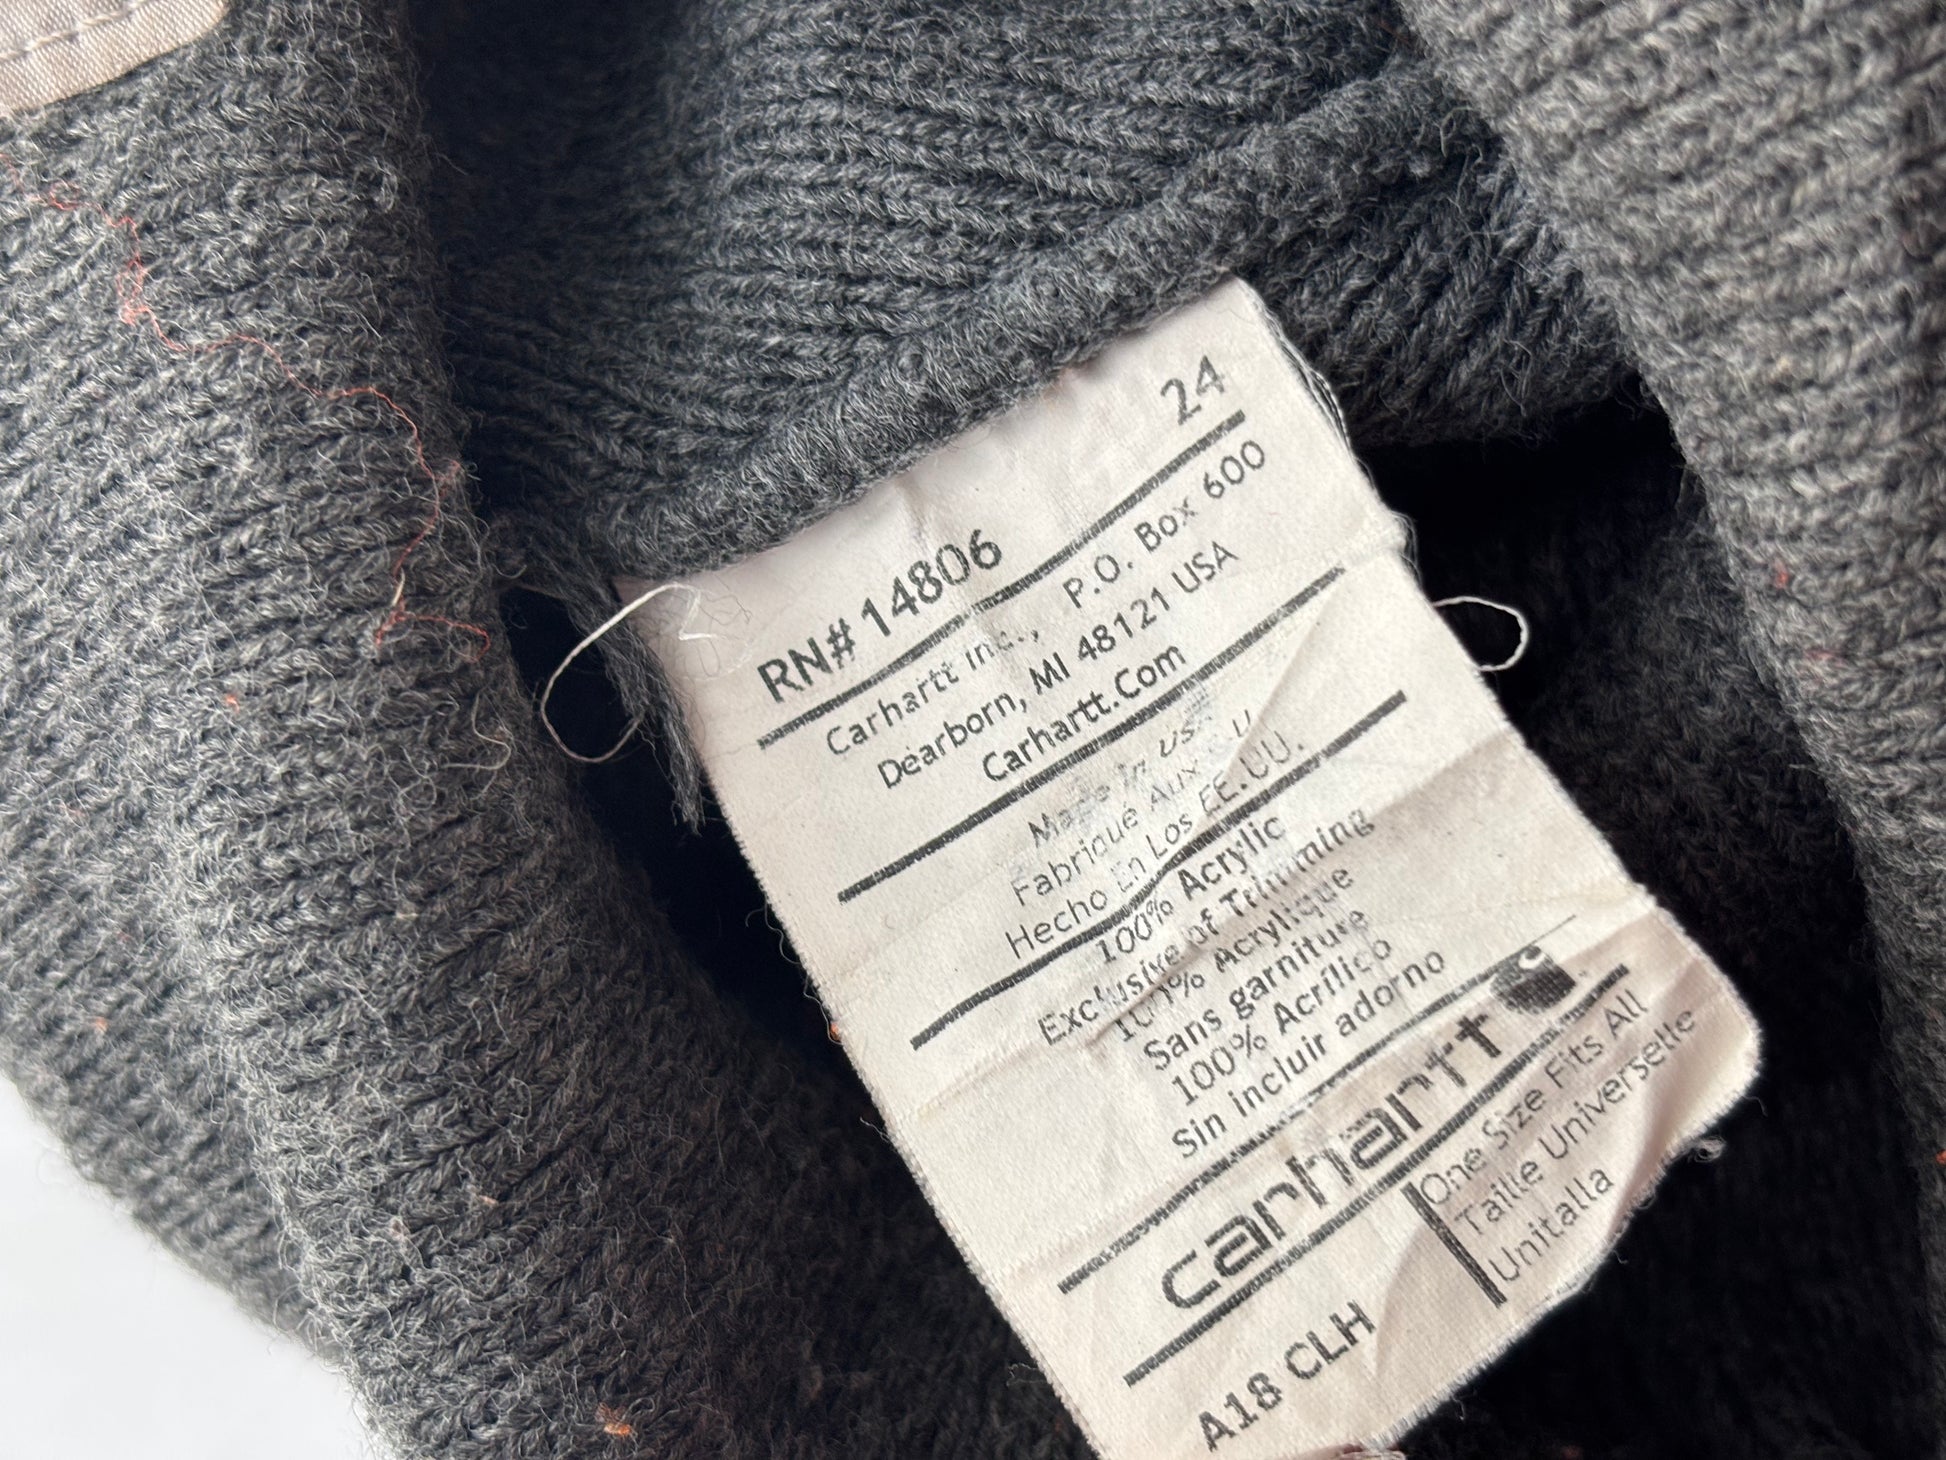 RN# 14806 24
Carhartt Inc., P.O. Box 600
Dearborn, MI 48121 USA
Carhartt.Com
Made In USA
Fabriqué Aux E.U
Hecho En Los EE.UU.
100% Acrylic
Exclusive of Trimming
100% Acrylique
Sans garniture
100% Acrílico
Sin incluir adorno
carhartt
One Size Fits All
Taille Universelle
Unitalla
A18 CLH